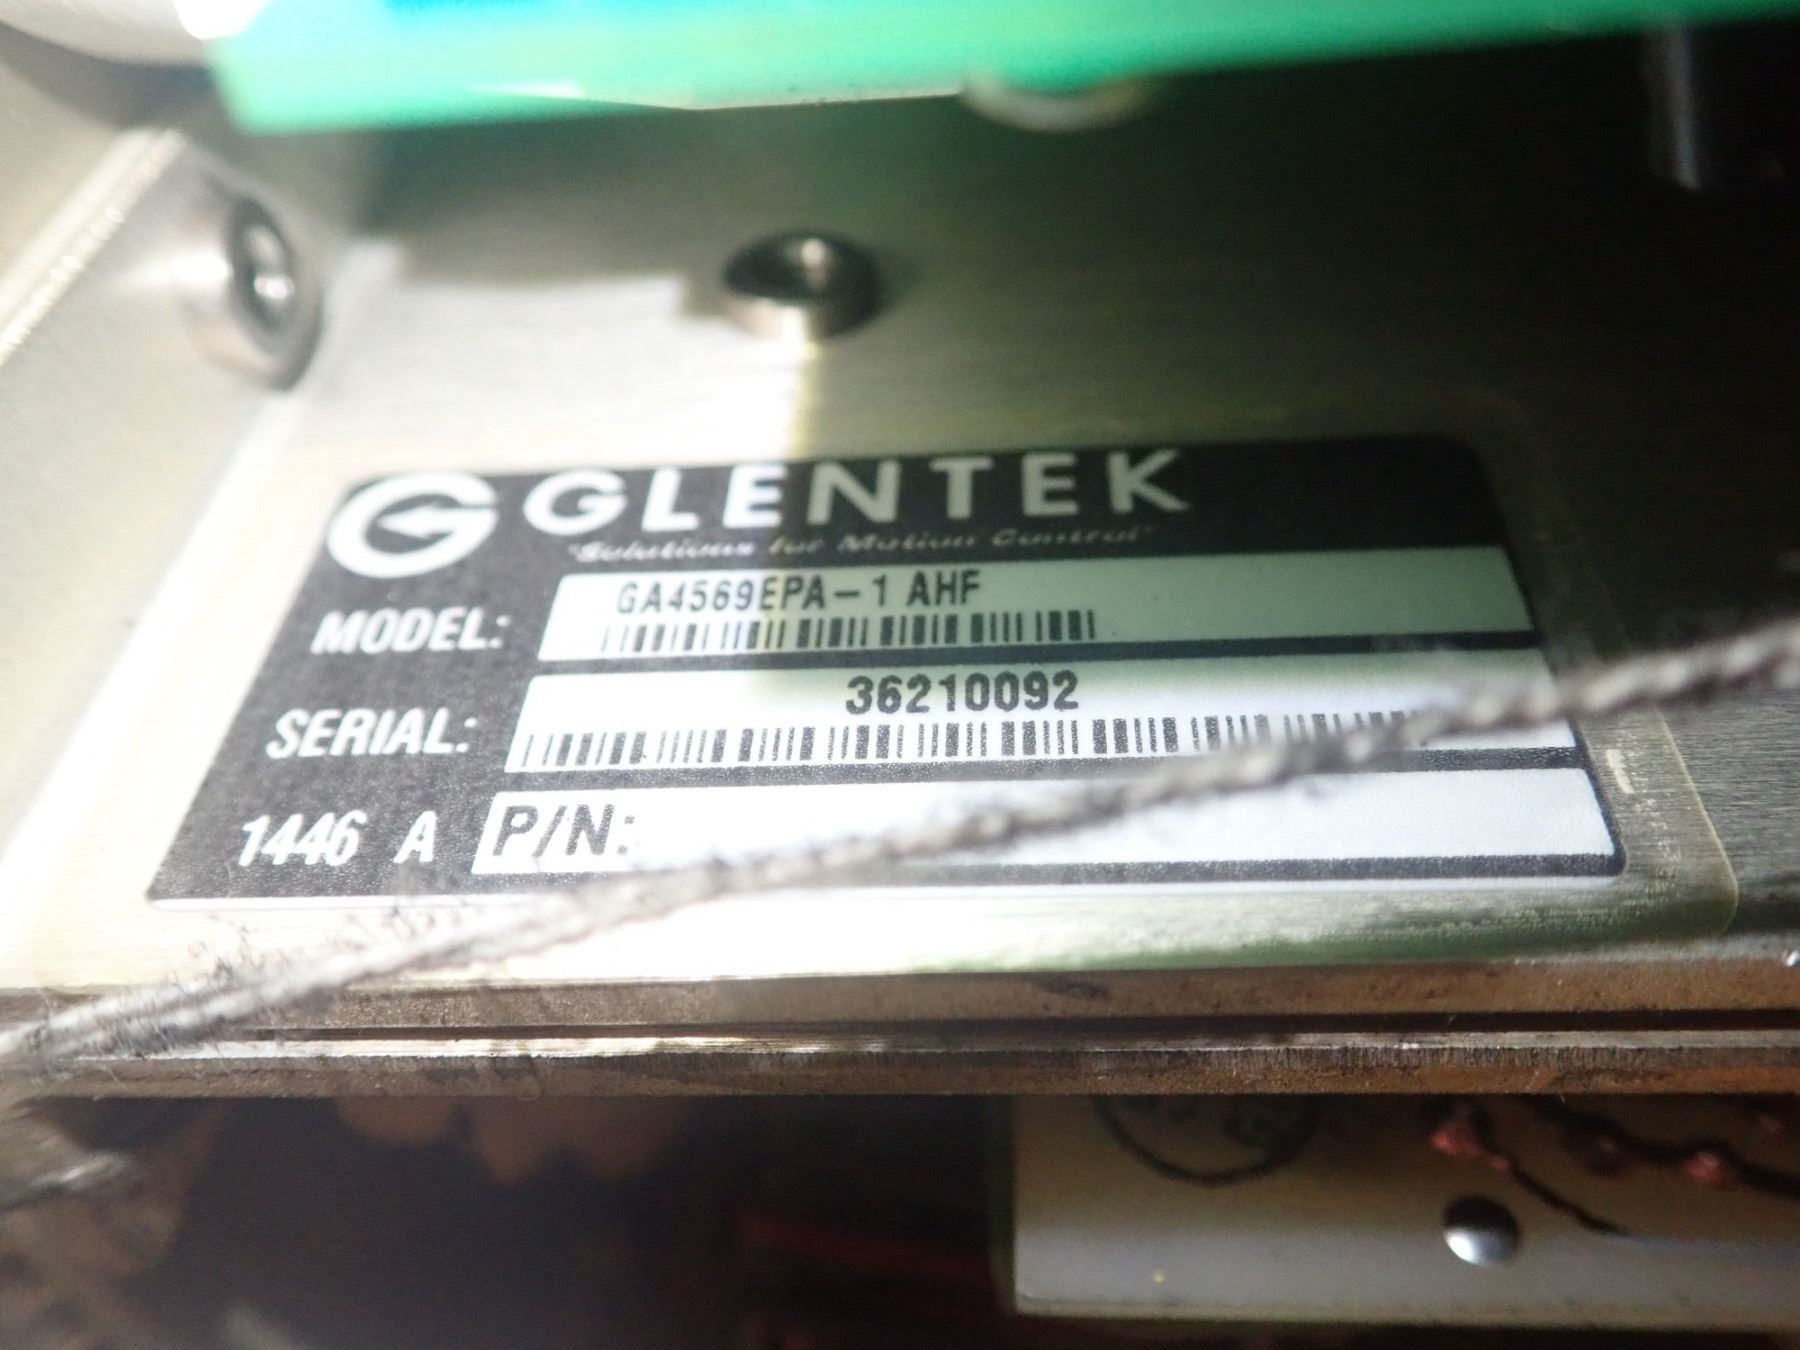 GLENTEK
"Solutions for Motion Control"
MODEL: GA4569EPA-1 AHF
SERIAL: 36210092
1446 A P/N: